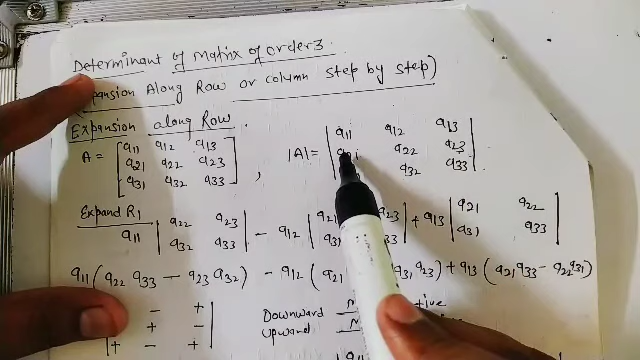 Determinant of Matrix of order 3.
pansion Along Row or column step by step)
Expansion along Row.
A = [ a11 a12 a13
a21 a22 a23
a31 a32 a33 ] ,
|A| = | a11 a12 a13
a22 a23
a32 a33 | .
Expand R1
a11 | a22 a23
a32 a33 | - a12 | a21 a23
a33 | + a13 | a21 a22
a31 a33 |
a11 ( a22 a33 - a23 a32 ) - a12 ( a21 a31 a23 ) + a13 ( a21 a33 - a22 a31 )
- +
+ -
+ - +
Downward
upward